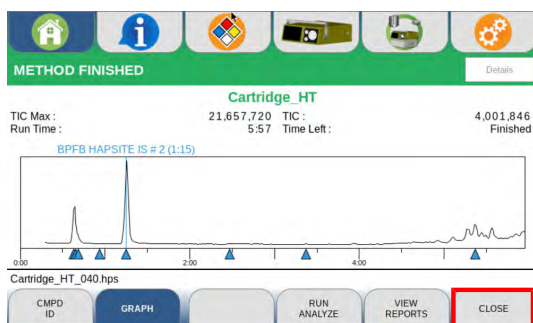 METHOD FINISHED
Details
Cartridge_HT
TIC Max : 21,657,720 TIC : 4,001,846
Run Time : 5:57 Time Left : Finished
BPFB HAPSITE IS # 2 (1:15)
0:00 2:00 4:00
Cartridge_HT_040.hps
CMPD ID
GRAPH
RUN ANALYZE
VIEW REPORTS
CLOSE